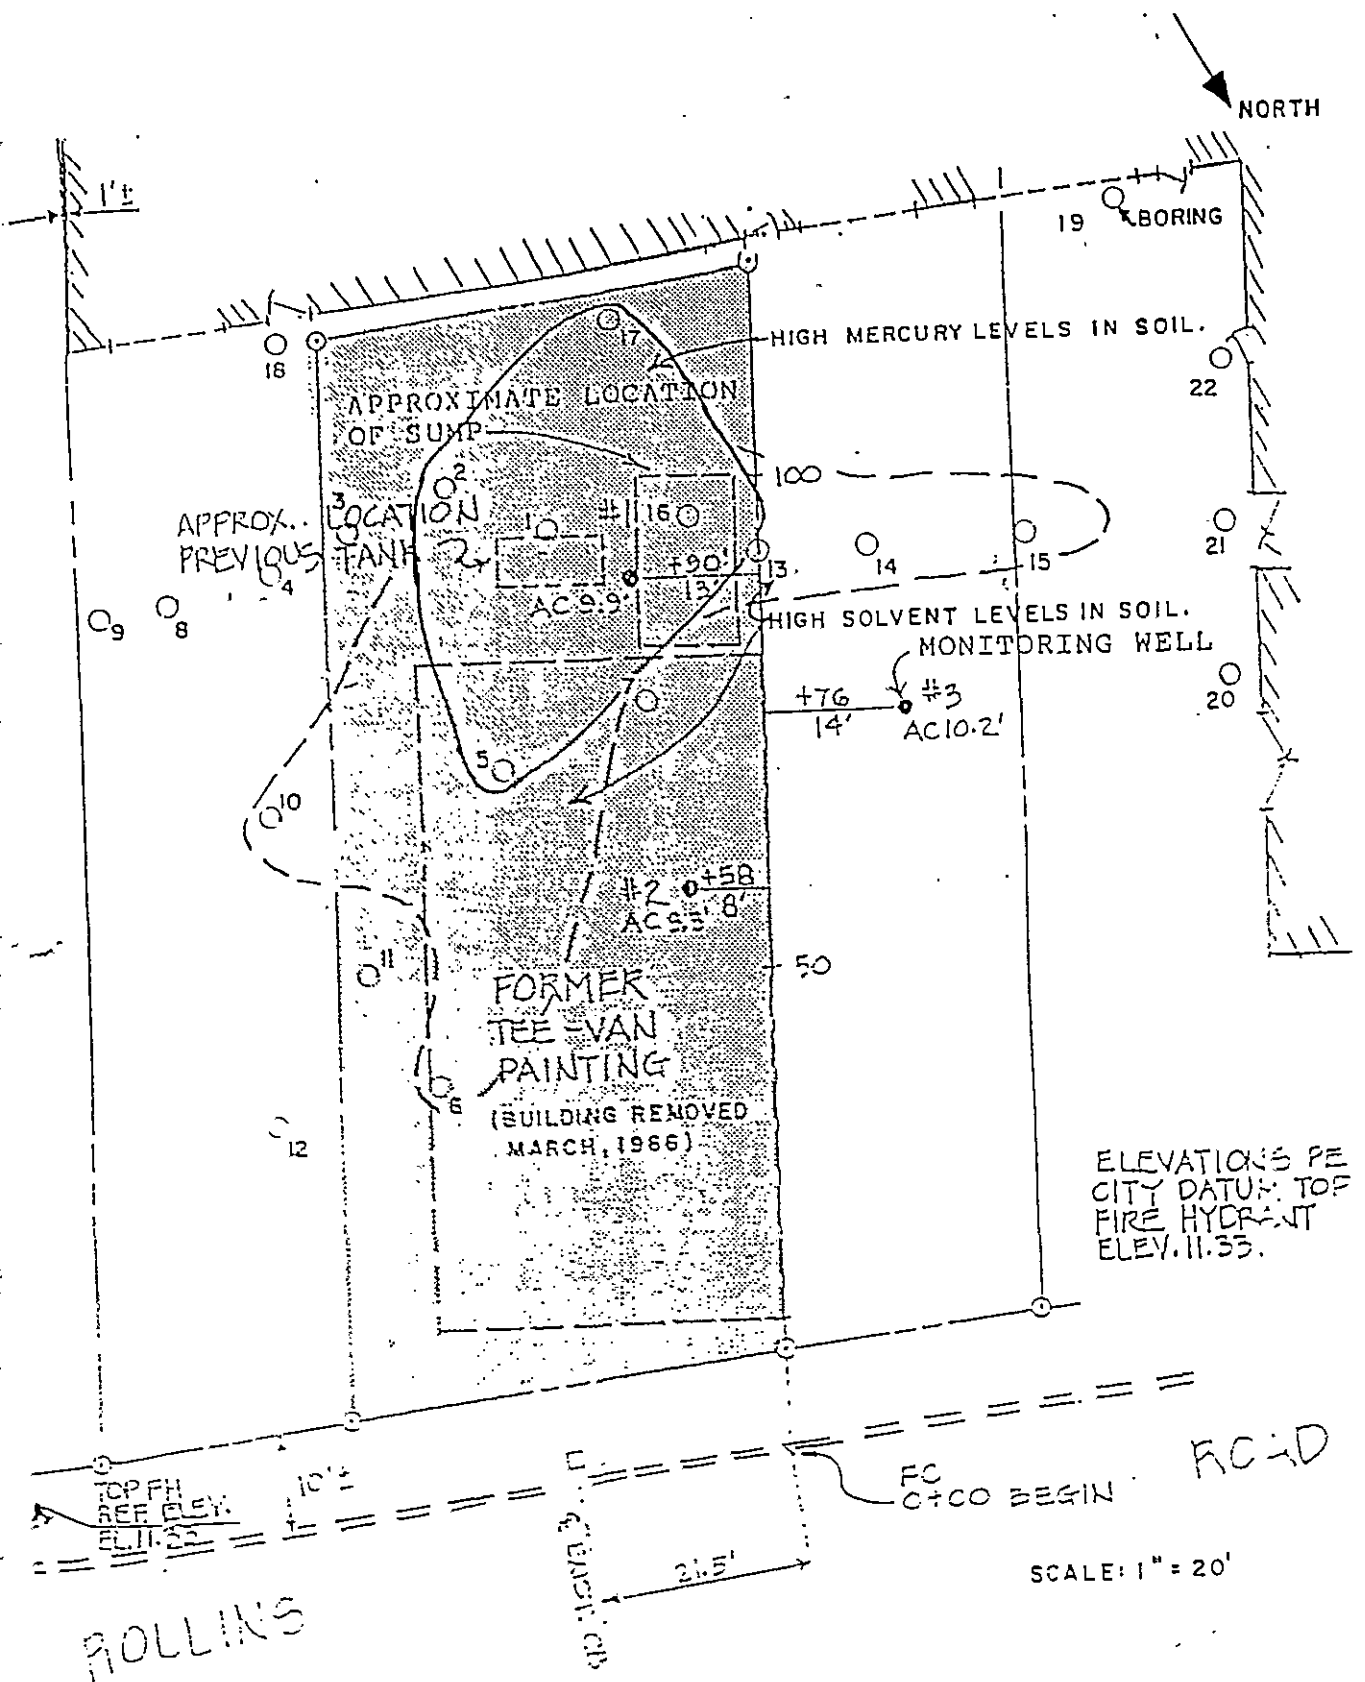 NORTH
1'±
19
BORING
17
HIGH MERCURY LEVELS IN SOIL.
18
22
APPROXIMATE LOCATION
OF SUMP
2
100
3
APPROX. LOCATION
PREVIOUS TANK
1
#1
16
21
4
13
14
15
+90'
13'
AC 9.9'
9
8
HIGH SOLVENT LEVELS IN SOIL.
MONITORING WELL
20
+76
14'
#3
AC10.2'
5
10
#2
+58
8'
11
50
FORMER
TEE-VAN
PAINTING
6
(BUILDING REMOVED
MARCH, 1986)
12
ELEVATIONS PE
CITY DATUM TOP
FIRE HYDRANT
ELEV. 11.33.
TOP FH
REF. ELEV.
10'±
FC
0+00 BEGIN
21.5'
SCALE: 1" = 20'
ROLLINS
ROAD